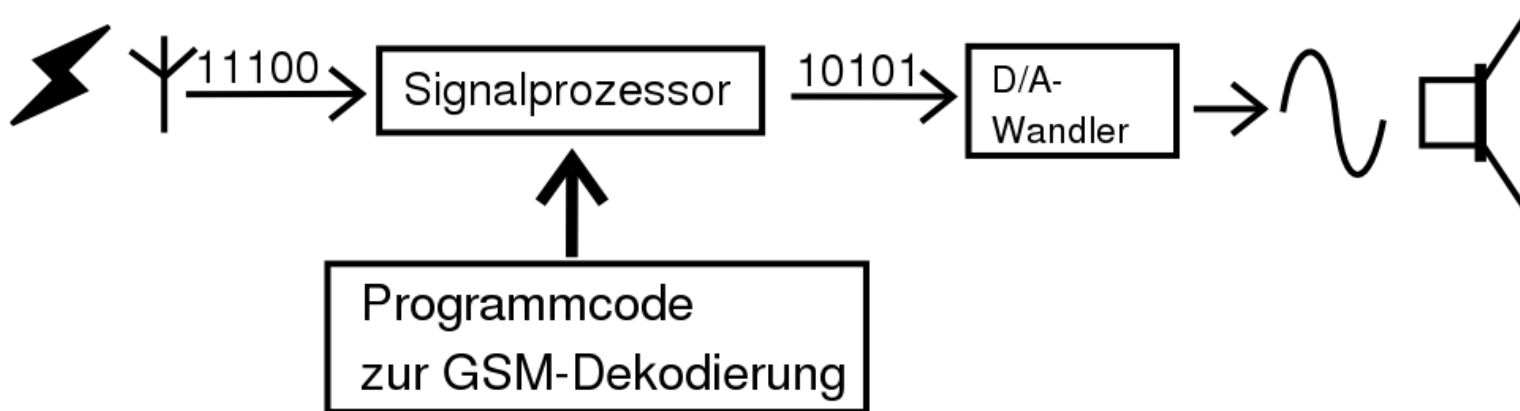 11100
Signalprozessor
10101
D/A-
Wandler
Programmcode
zur GSM-Dekodierung